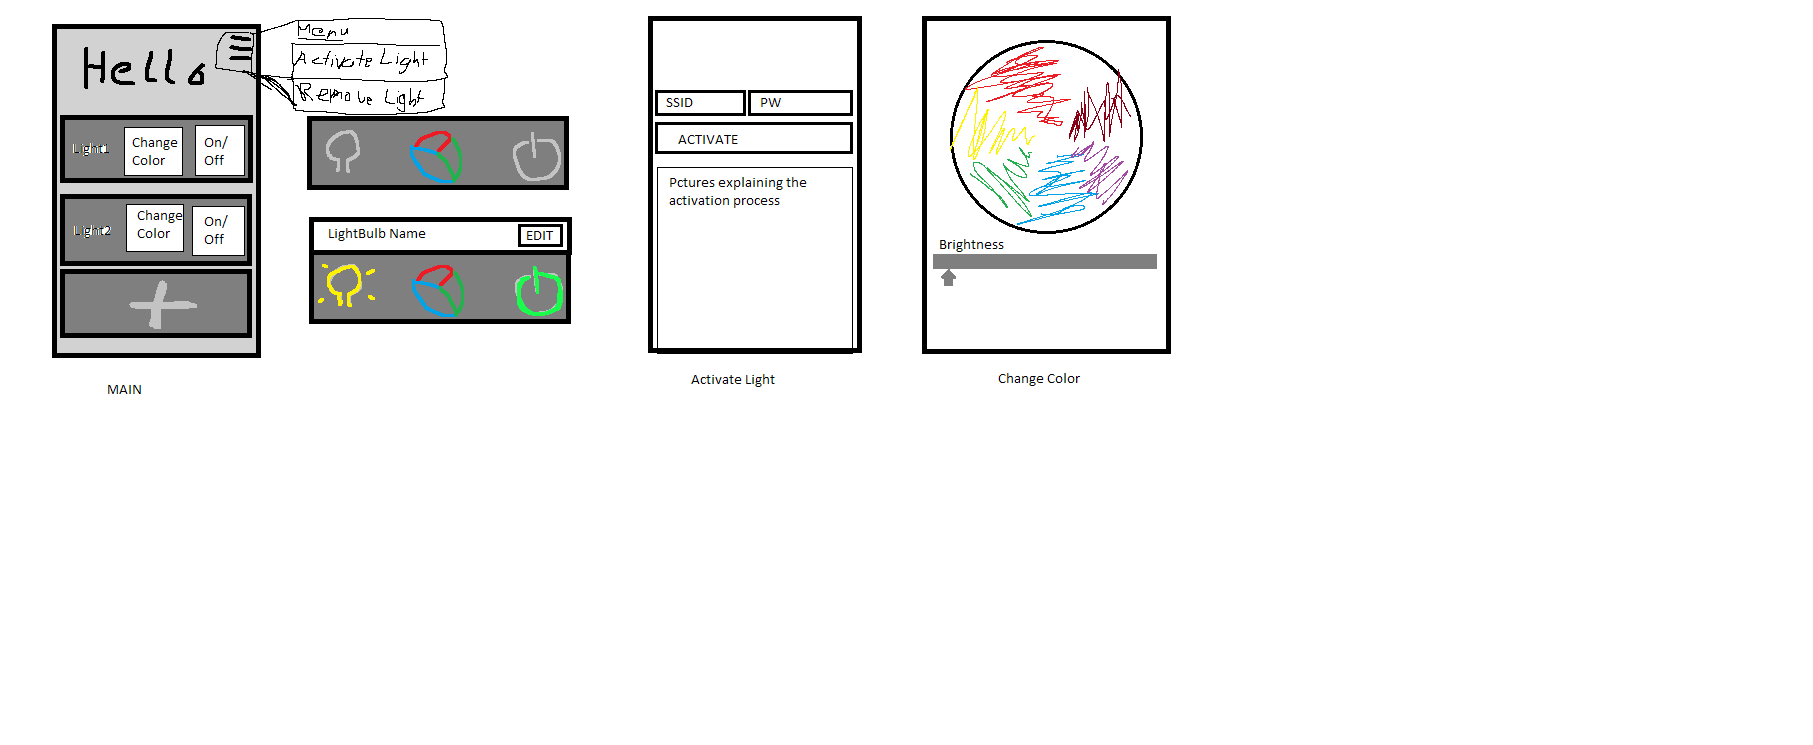 Hello
Menu
Activate Light
Remove Light
Light1
Change
Color
On/
Off
Light2
Change
Color
On/
Off
MAIN
LightBulb Name
EDIT
SSID
PW
ACTIVATE
Pctures explaining the
activation process
Activate Light
Brightness
Change Color